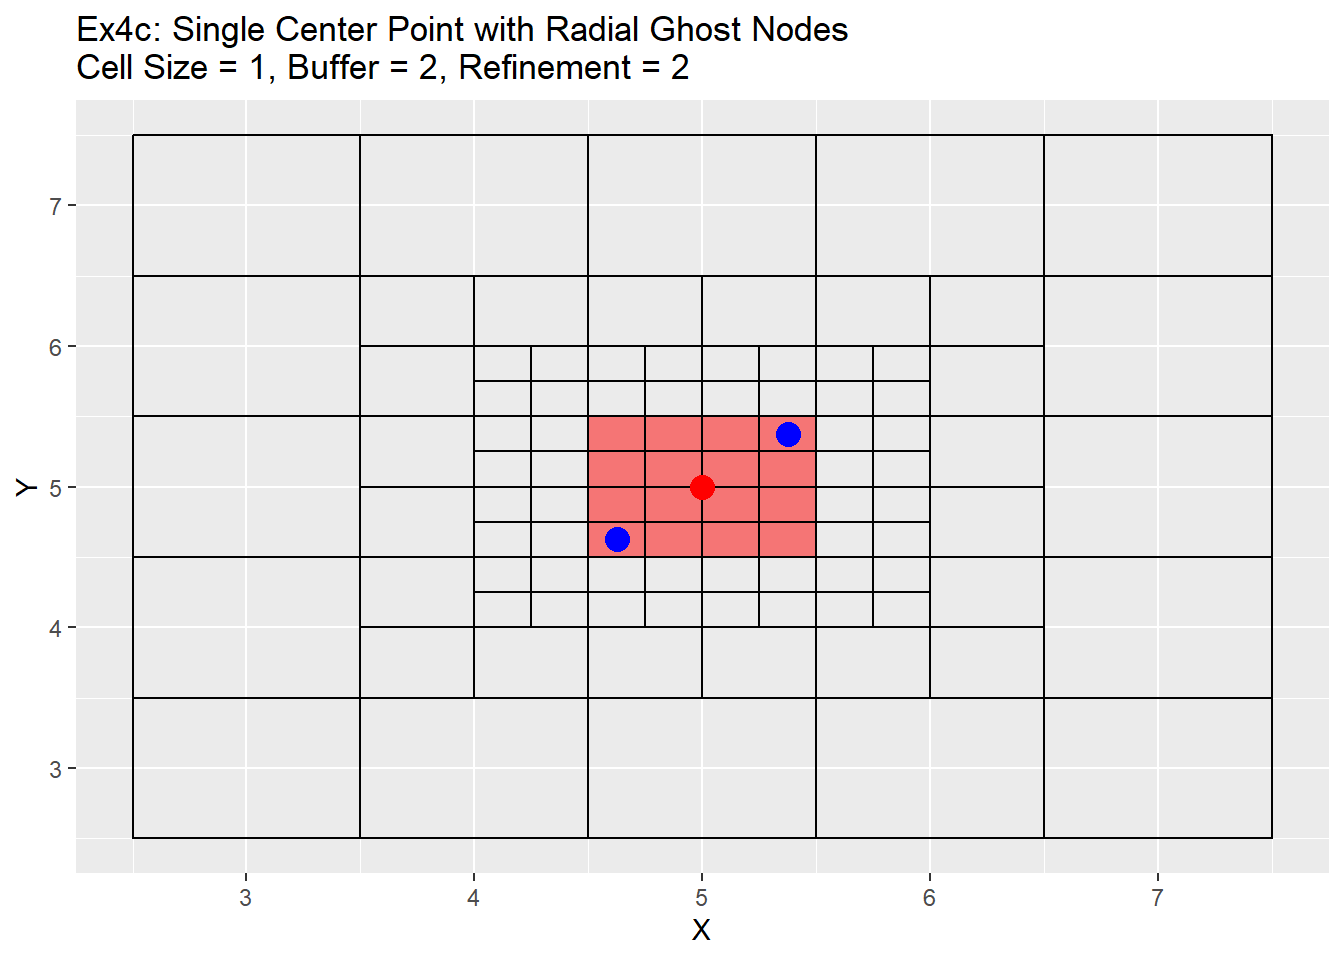 Ex4c: Single Center Point with Radial Ghost Nodes
Cell Size = 1, Buffer = 2, Refinement = 2
7
6
5
4
3
Y
3
4
5
6
7
X